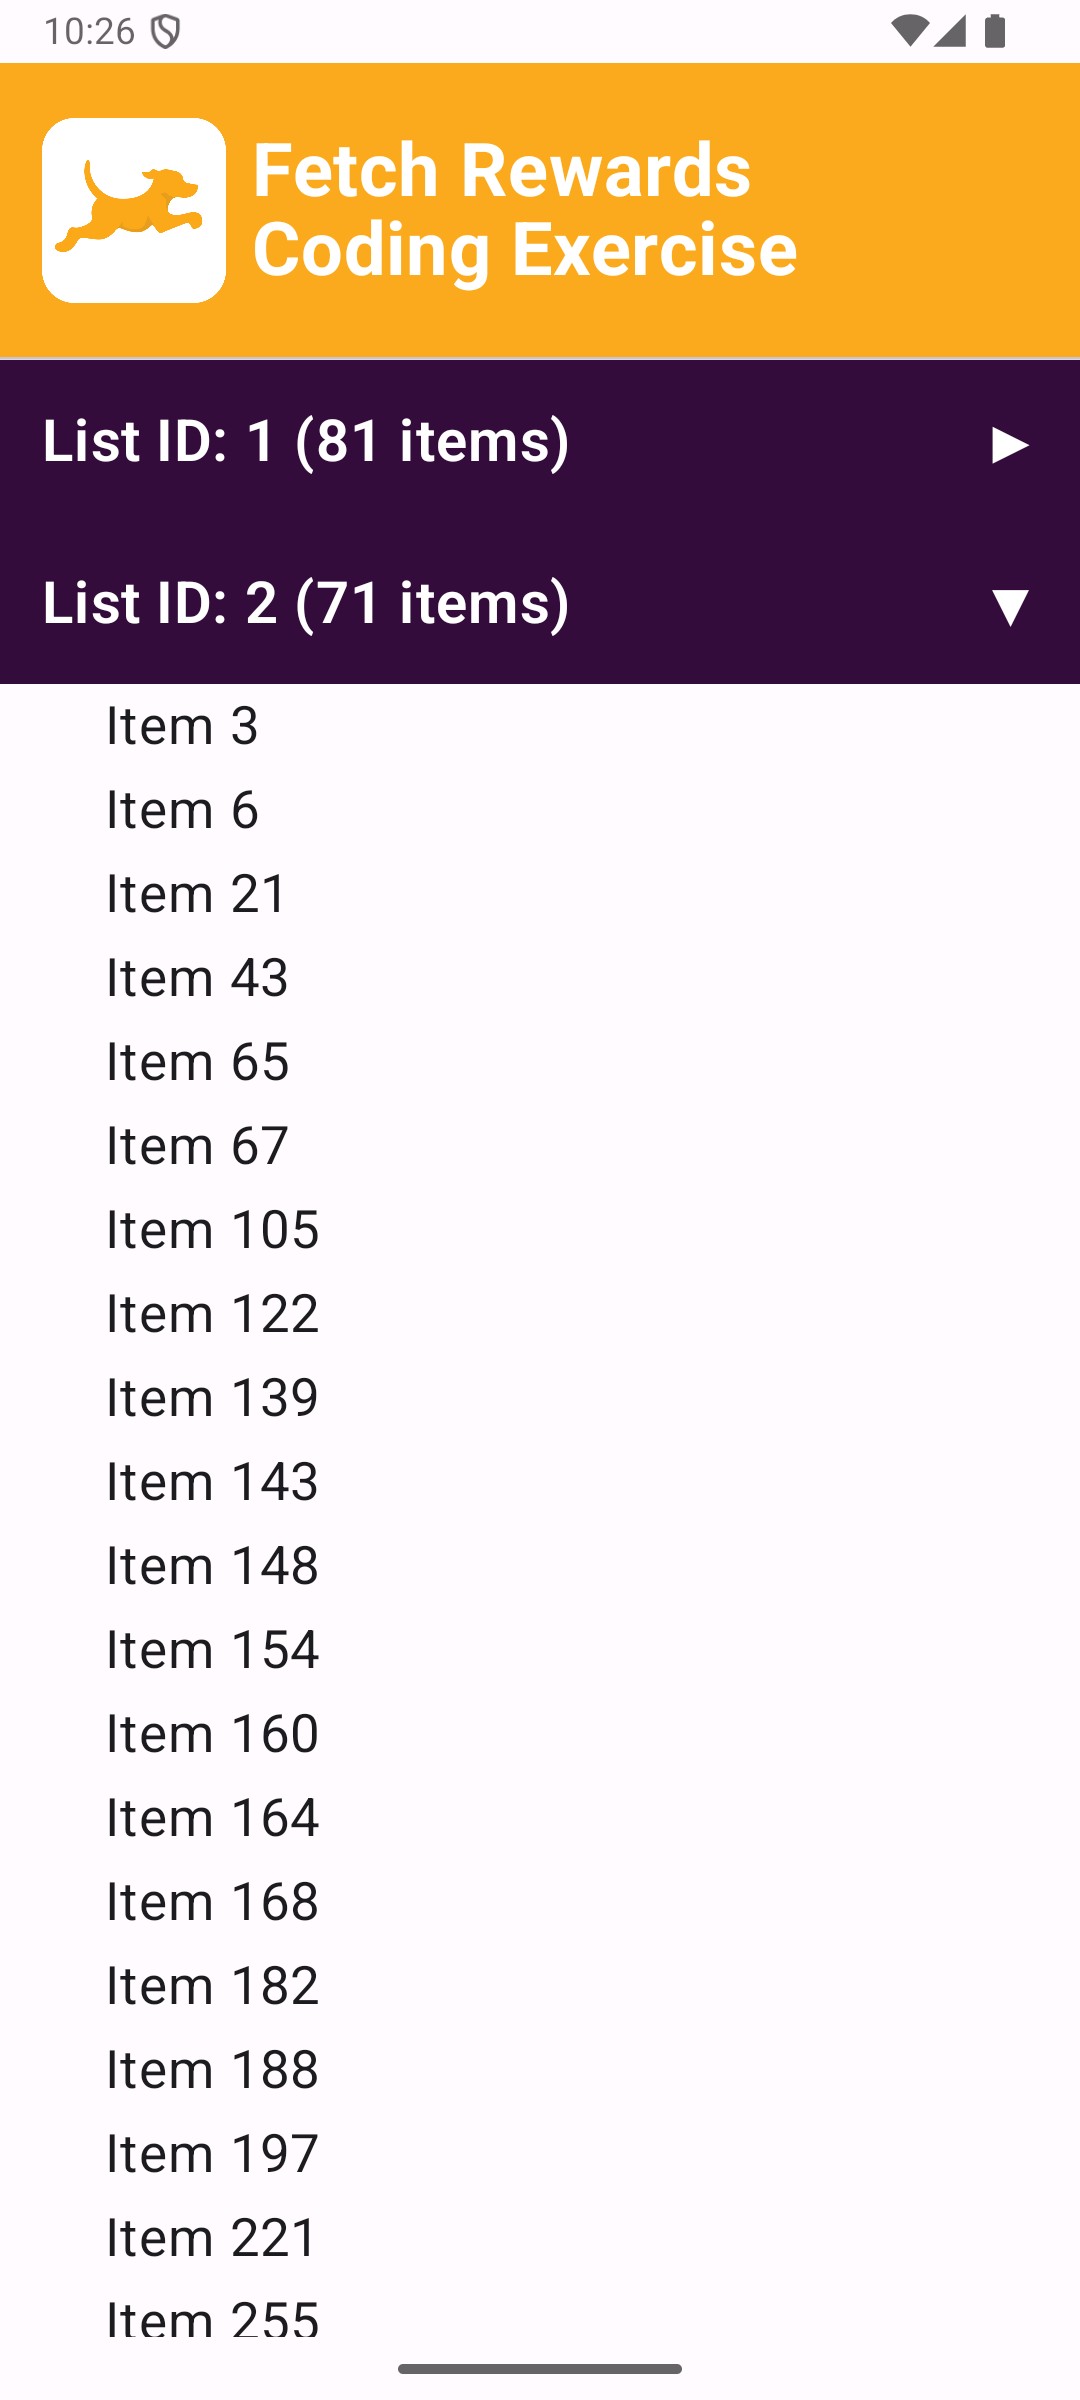 10:26
Fetch Rewards
Coding Exercise
List ID: 1 (81 items) ▶
List ID: 2 (71 items) ▼
Item 3
Item 6
Item 21
Item 43
Item 65
Item 67
Item 105
Item 122
Item 139
Item 143
Item 148
Item 154
Item 160
Item 164
Item 168
Item 182
Item 188
Item 197
Item 221
Item 255